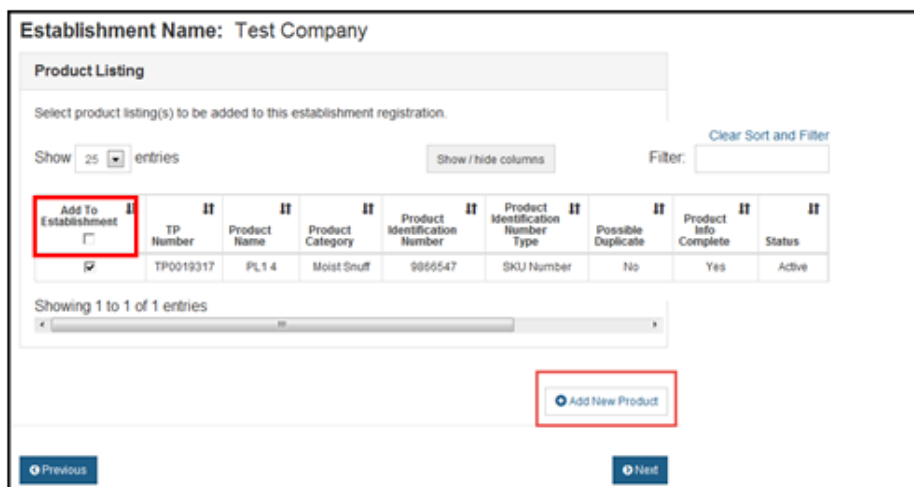 Establishment Name: Test Company
Product Listing
Select product listing(s) to be added to this establishment registration.
Clear Sort and Filter
Show 25 entries Show / hide columns Filter:
Add To Establishment TP Number Product Name Product Category Product Identification Number Product Identification Number Type Possible Duplicate Product Info Complete Status
TP0019317 PL1 4 Moist Snuff 9866547 SKU Number No Yes Active
Showing 1 to 1 of 1 entries
Add New Product
Previous Next